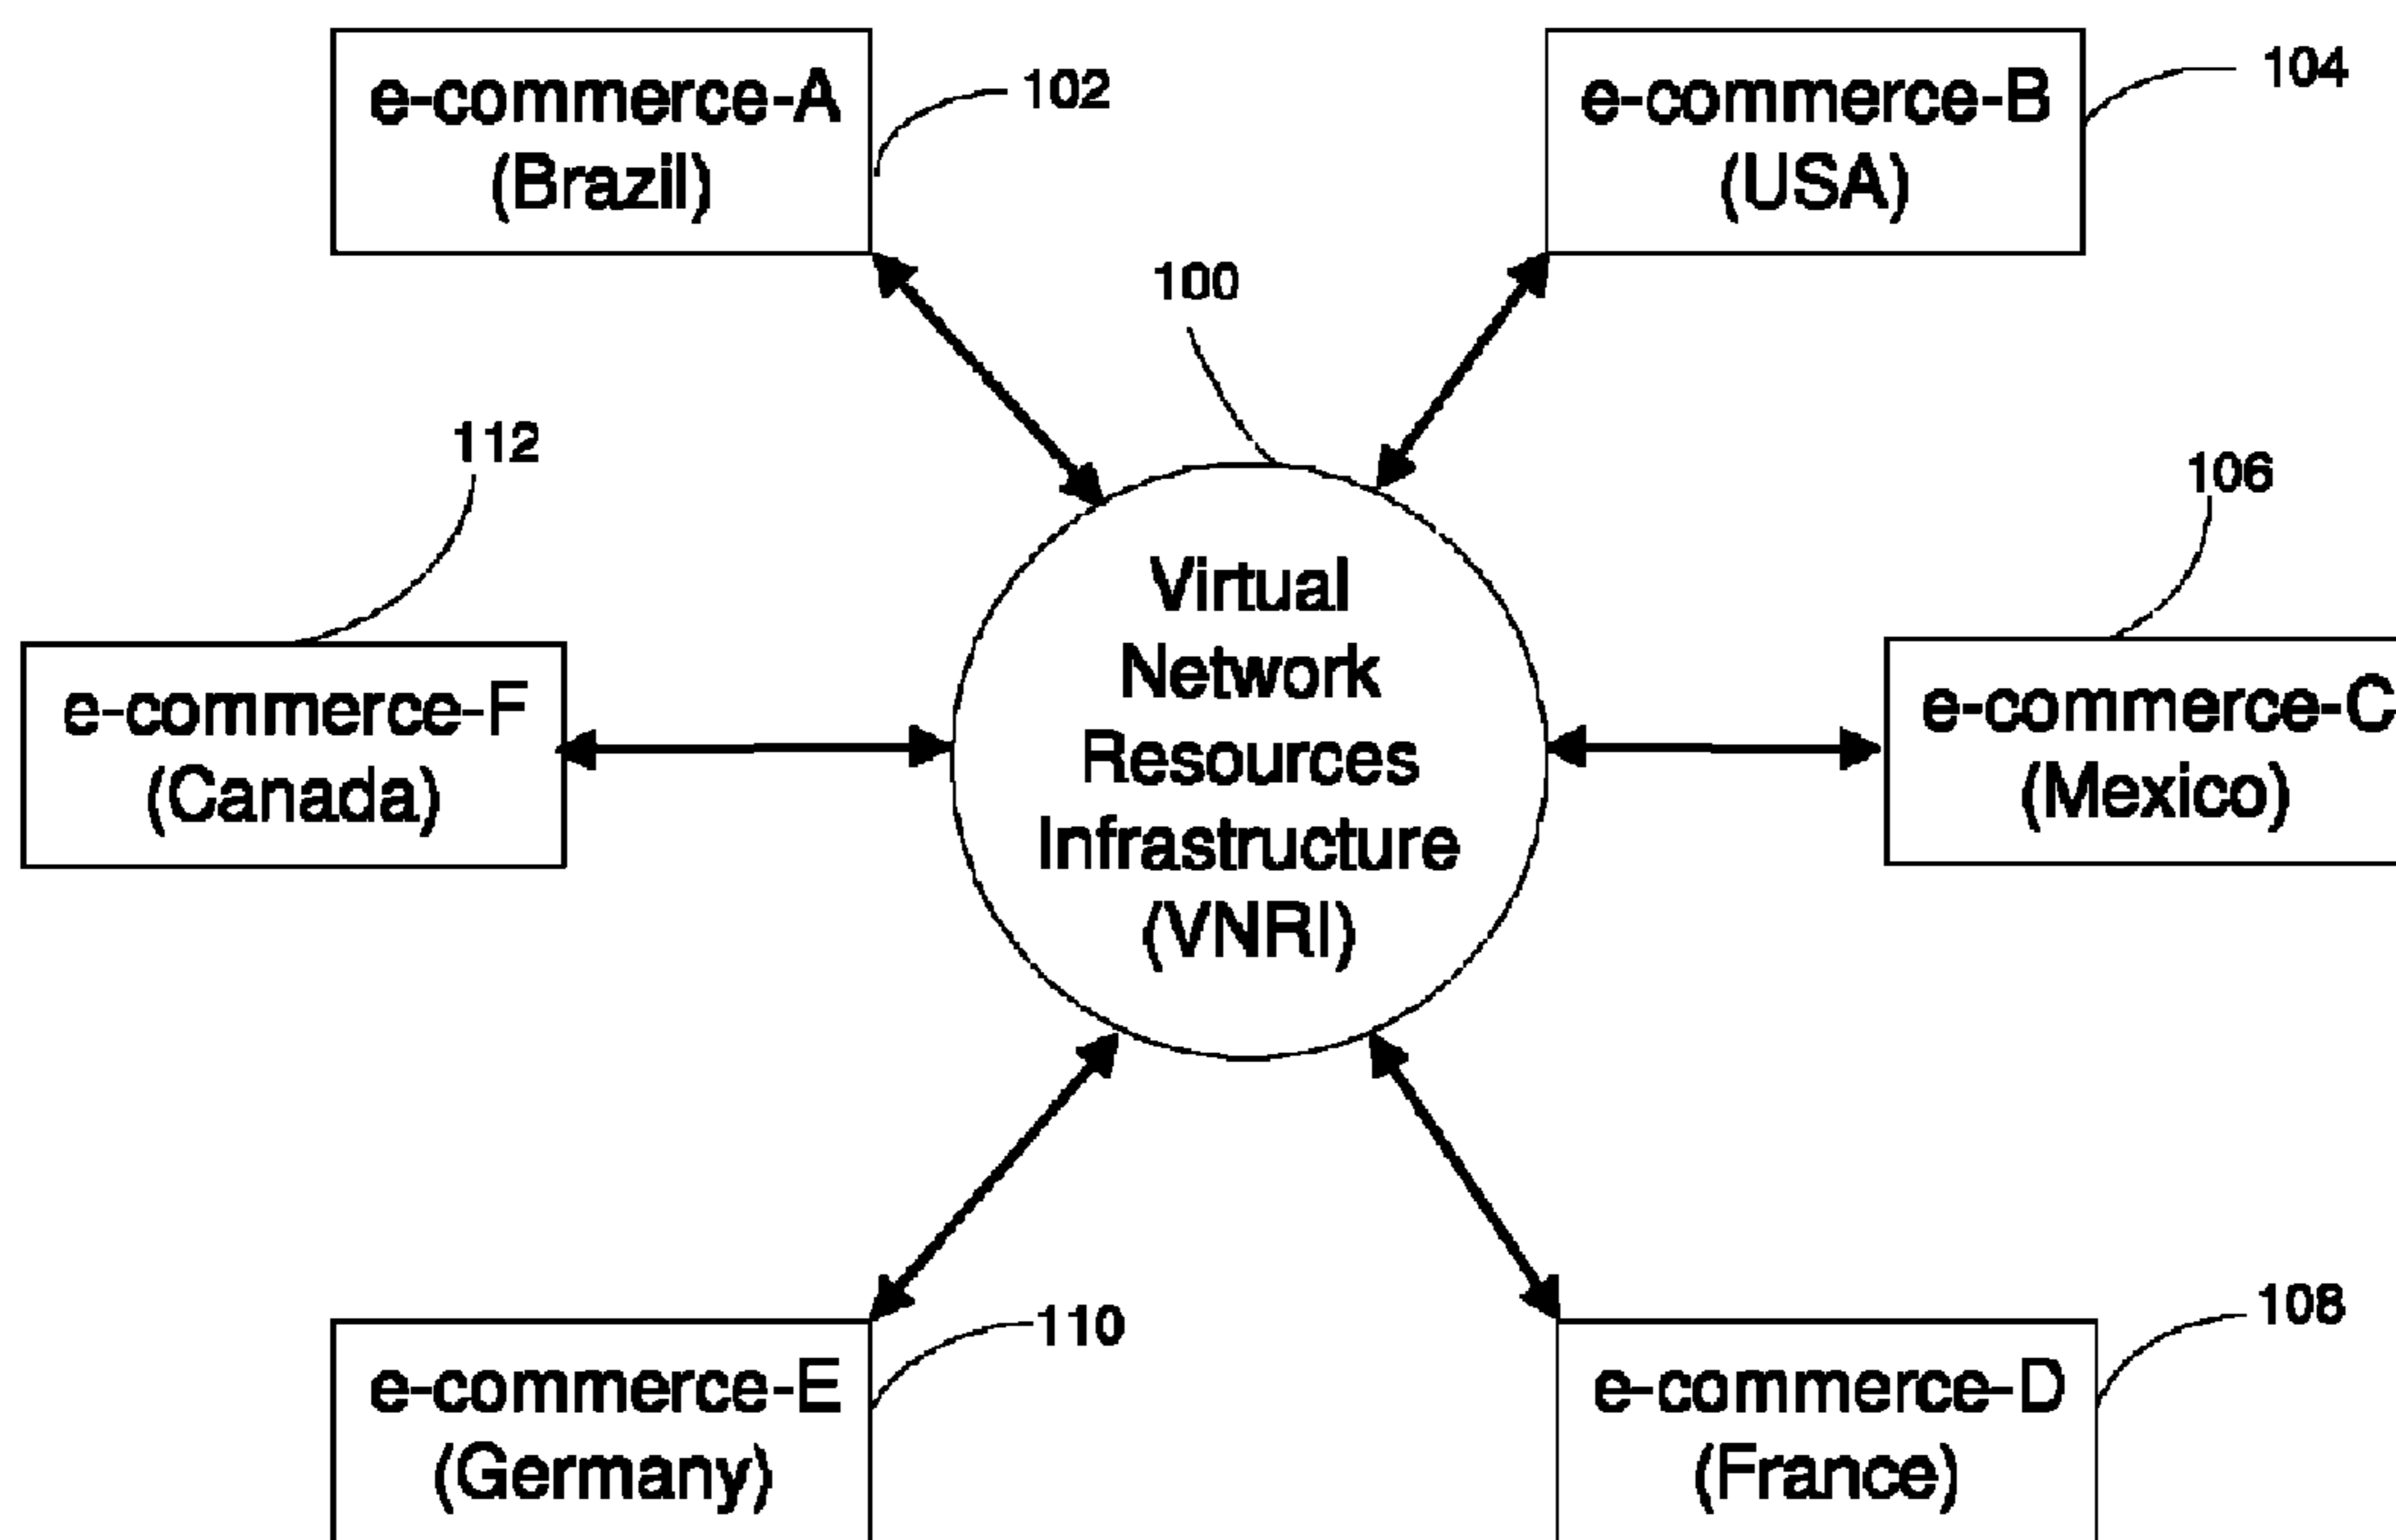 e-commerce-A
(Brazil)
102
e-commerce-B
(USA)
104
100
112
106
Virtual
Network
Resources
Infrastructure
(VNRI)
e-commerce-F
(Canada)
e-commerce-C
(Mexico)
e-commerce-E
(Germany)
110
e-commerce-D
(France)
108